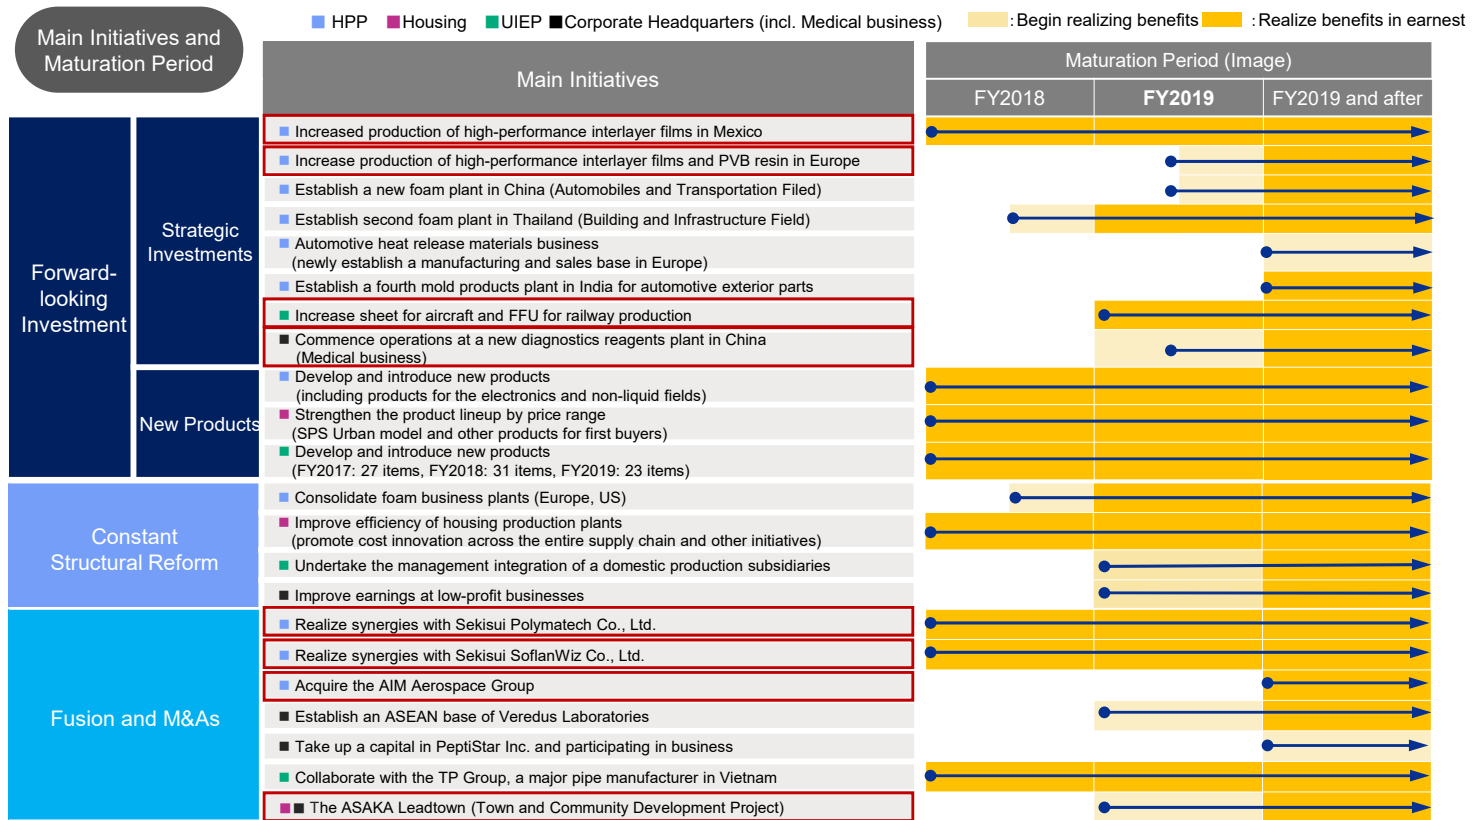 Main Initiatives and
Maturation Period
HPP
Housing
UIEP
Corporate Headquarters (incl. Medical business)
: Begin realizing benefits
: Realize benefits in earnest
Main Initiatives
Maturation Period (Image)
FY2018
FY2019
FY2019 and after
Forward-
looking
Investment
Strategic
Investments
Increased production of high-performance interlayer films in Mexico
Increase production of high-performance interlayer films and PVB resin in Europe
Establish a new foam plant in China (Automobiles and Transportation Filed)
Establish second foam plant in Thailand (Building and Infrastructure Field)
Automotive heat release materials business
(newly establish a manufacturing and sales base in Europe)
Establish a fourth mold products plant in India for automotive exterior parts
Increase sheet for aircraft and FFU for railway production
Commence operations at a new diagnostics reagents plant in China
(Medical business)
New Products
Develop and introduce new products
(including products for the electronics and non-liquid fields)
Strengthen the product lineup by price range
(SPS Urban model and other products for first buyers)
Develop and introduce new products
(FY2017: 27 items, FY2018: 31 items, FY2019: 23 items)
Constant
Structural Reform
Consolidate foam business plants (Europe, US)
Improve efficiency of housing production plants
(promote cost innovation across the entire supply chain and other initiatives)
Undertake the management integration of a domestic production subsidiaries
Improve earnings at low-profit businesses
Fusion and M&As
Realize synergies with Sekisui Polymatech Co., Ltd.
Realize synergies with Sekisui SoflanWiz Co., Ltd.
Acquire the AIM Aerospace Group
Establish an ASEAN base of Veredus Laboratories
Take up a capital in PeptiStar Inc. and participating in business
Collaborate with the TP Group, a major pipe manufacturer in Vietnam
The ASAKA Leadtown (Town and Community Development Project)